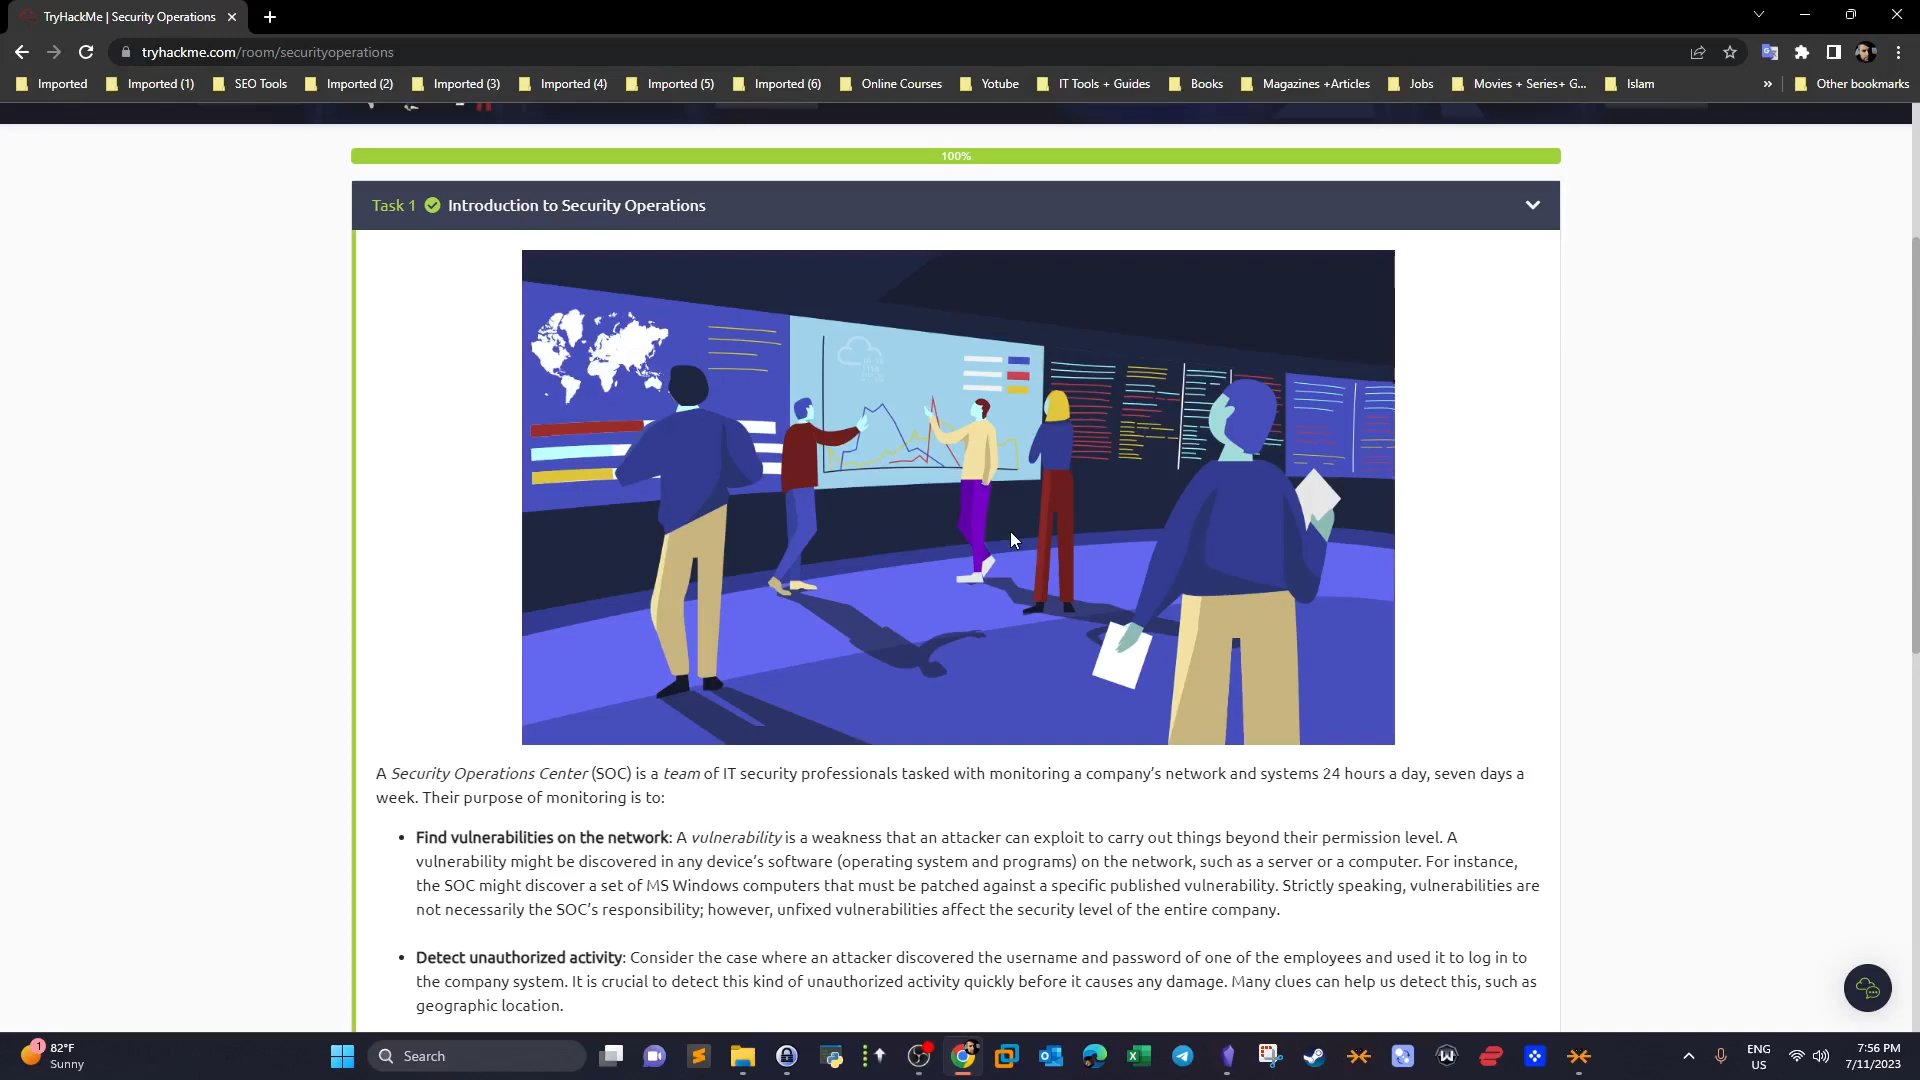 TryHackMe | Security Operations
tryhackme.com/room/securityoperations
Imported Imported (1) SEO Tools Imported (2) Imported (3) Imported (4) Imported (5) Imported (6) Online Courses Yotube IT Tools + Guides Books Magazines +Articles Jobs Movies + Series+ G... Islam » Other bookmarks
100%
Task 1 Introduction to Security Operations
A Security Operations Center (SOC) is a team of IT security professionals tasked with monitoring a company’s network and systems 24 hours a day, seven days a
week. Their purpose of monitoring is to:
• Find vulnerabilities on the network: A vulnerability is a weakness that an attacker can exploit to carry out things beyond their permission level. A
vulnerability might be discovered in any device’s software (operating system and programs) on the network, such as a server or a computer. For instance,
the SOC might discover a set of MS Windows computers that must be patched against a specific published vulnerability. Strictly speaking, vulnerabilities are
not necessarily the SOC’s responsibility; however, unfixed vulnerabilities affect the security level of the entire company.
• Detect unauthorized activity: Consider the case where an attacker discovered the username and password of one of the employees and used it to log in to
the company system. It is crucial to detect this kind of unauthorized activity quickly before it causes any damage. Many clues can help us detect this, such as
geographic location.
1
82°F
Sunny
Search
ENG
US
7:56 PM
7/11/2023